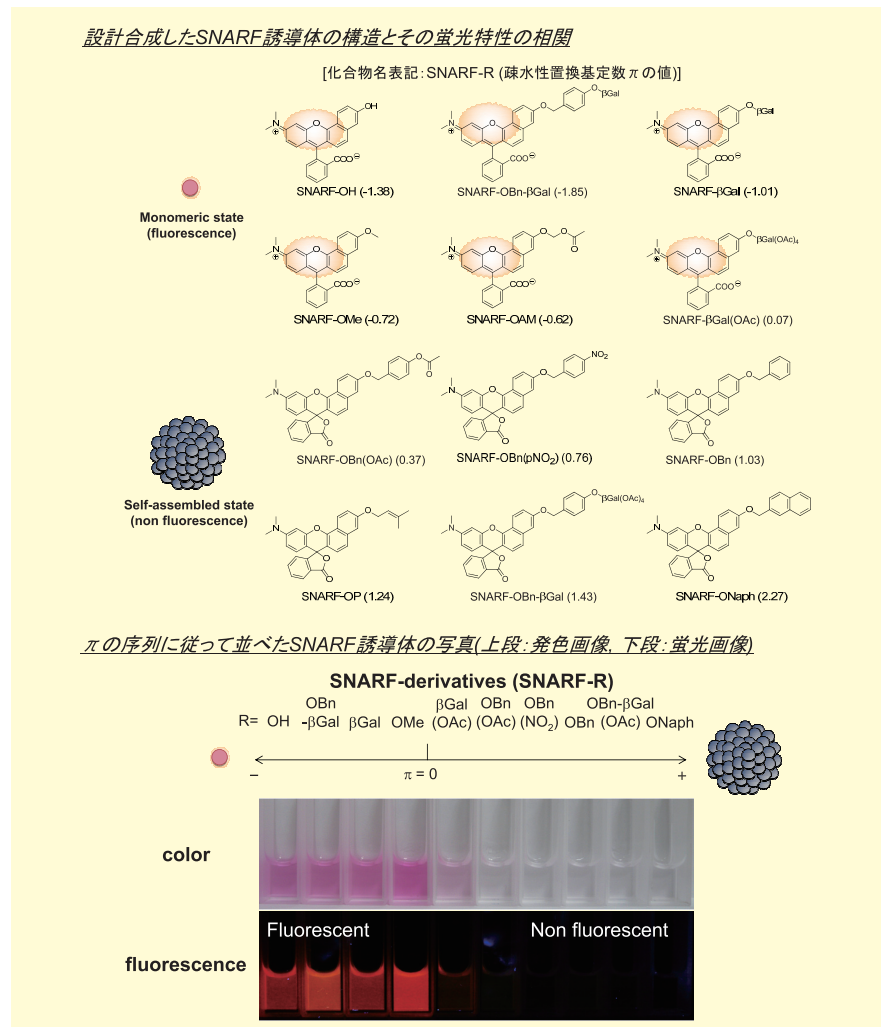 設計合成したSNARF誘導体の構造とその蛍光特性の相関
[化合物名表記:SNARF-R (疎水性置換基定数πの値)]
SNARF-OH (-1.38)
SNARF-OBn-βGal (-1.85)
SNARF-βGal (-1.01)
Monomeric state
(fluorescence)
SNARF-OMe (-0.72)
SNARF-OAM (-0.62)
SNARF-βGal(OAc) (0.07)
SNARF-OBn(OAc) (0.37)
SNARF-OBn(pNO₂) (0.76)
SNARF-OBn (1.03)
Self-assembled state
(non fluorescence)
SNARF-OP (1.24)
SNARF-OBn-βGal (1.43)
SNARF-ONaph (2.27)
πの序列に従って並べたSNARF誘導体の写真(上段:発色画像, 下段:蛍光画像)
SNARF-derivatives (SNARF-R)
OBn βGal OBn OBn OBn-βGal
R= OH -βGal βGal OMe (OAc) (OAc) (NO₂) OBn (OAc) ONaph
− π = 0 +
color
Fluorescent Non fluorescent
fluorescence